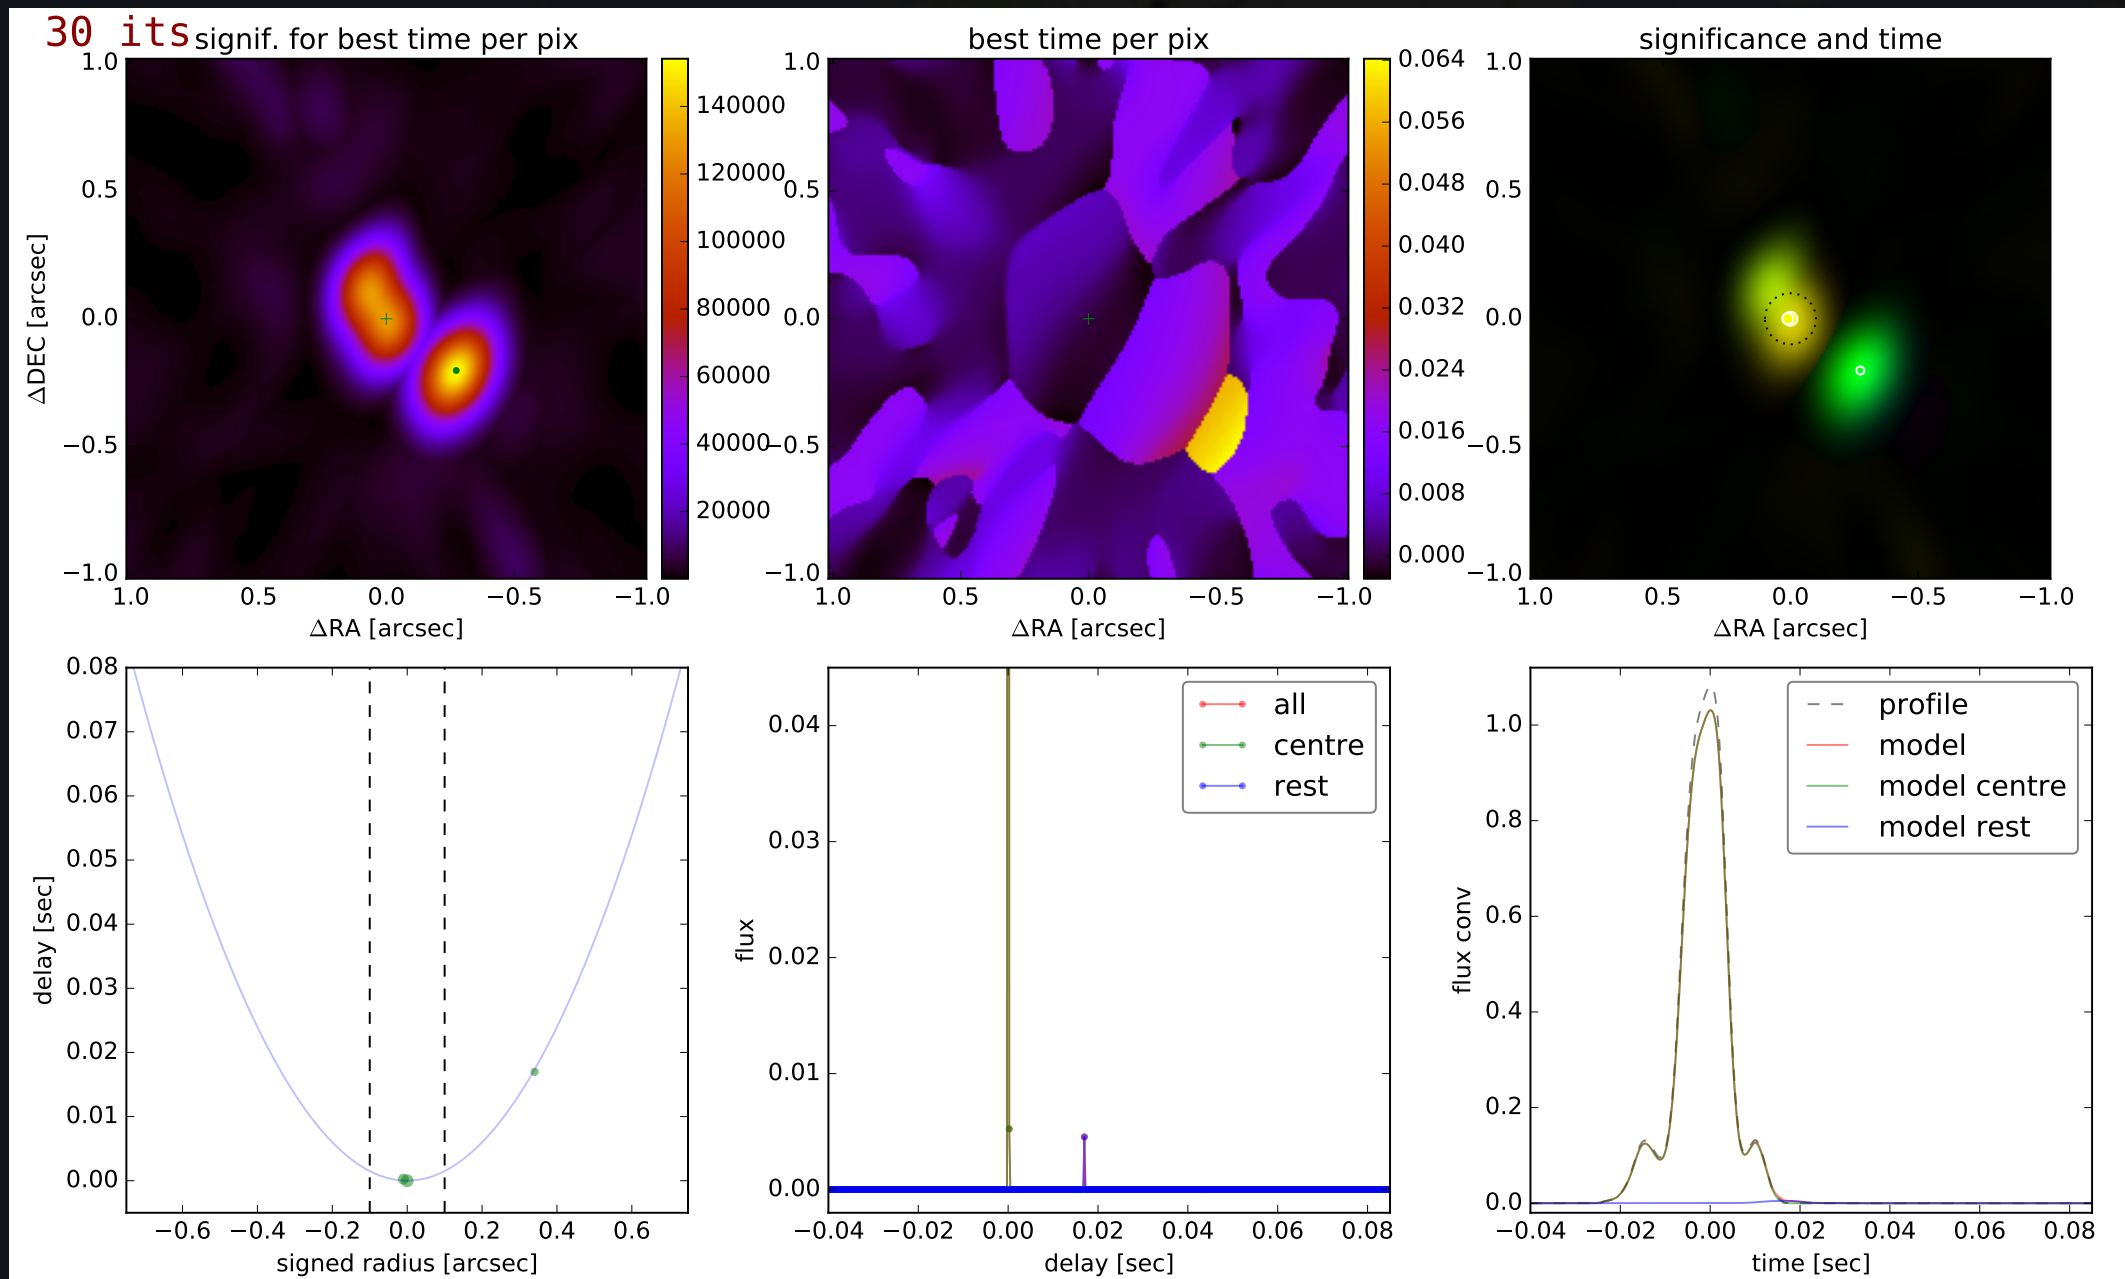 30 its
signif. for best time per pix
1.0
0.5
0.0
−0.5
−1.0
1.0 0.5 0.0 −0.5 −1.0
ΔDEC [arcsec]
ΔRA [arcsec]
140000
120000
100000
80000
60000
40000
20000
best time per pix
1.0
0.5
0.0
−0.5
−1.0
1.0 0.5 0.0 −0.5 −1.0
ΔRA [arcsec]
0.064
0.056
0.048
0.040
0.032
0.024
0.016
0.008
0.000
significance and time
1.0
0.5
0.0
−0.5
−1.0
1.0 0.5 0.0 −0.5 −1.0
ΔRA [arcsec]
0.08
0.07
0.06
0.05
0.04
0.03
0.02
0.01
0.00
delay [sec]
−0.6 −0.4 −0.2 0.0 0.2 0.4 0.6
signed radius [arcsec]
0.04
0.03
0.02
0.01
0.00
flux
all
centre
rest
−0.04 −0.02 0.00 0.02 0.04 0.06 0.08
delay [sec]
1.0
0.8
0.6
0.4
0.2
0.0
flux conv
profile
model
model centre
model rest
−0.04 −0.02 0.00 0.02 0.04 0.06 0.08
time [sec]